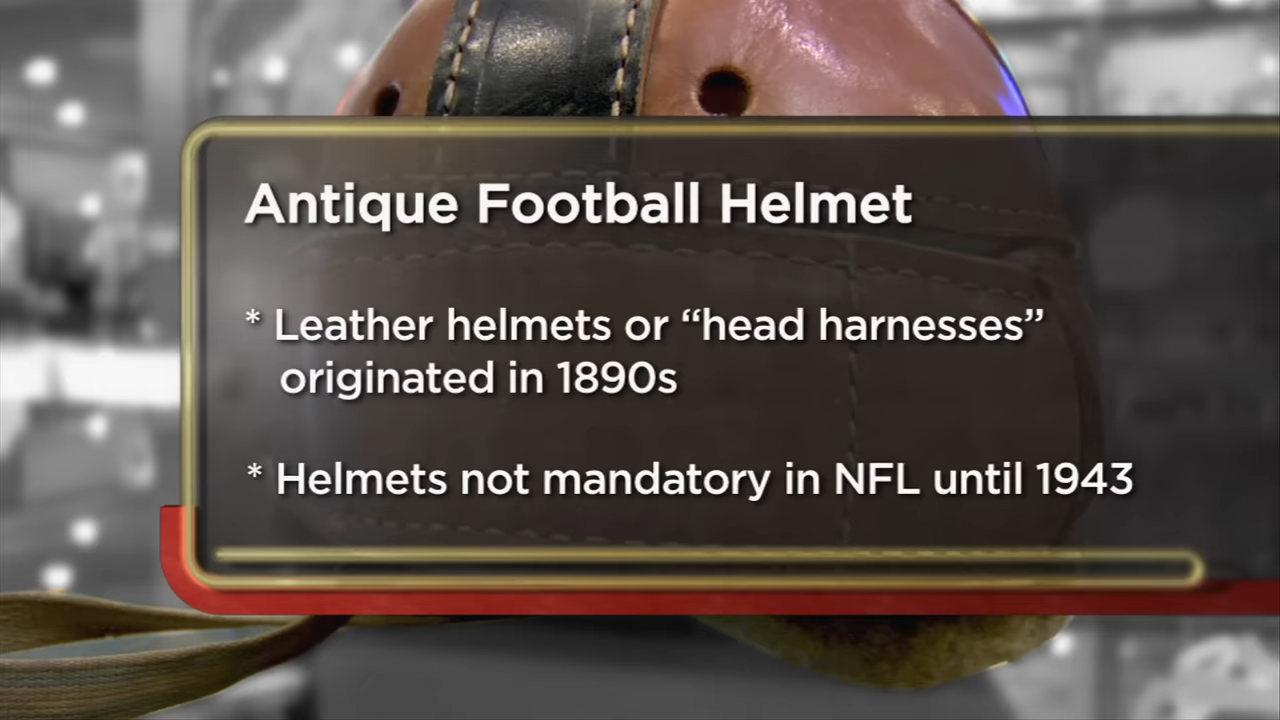 Antique Football Helmet
* Leather helmets or “head harnesses”
originated in 1890s
* Helmets not mandatory in NFL until 1943